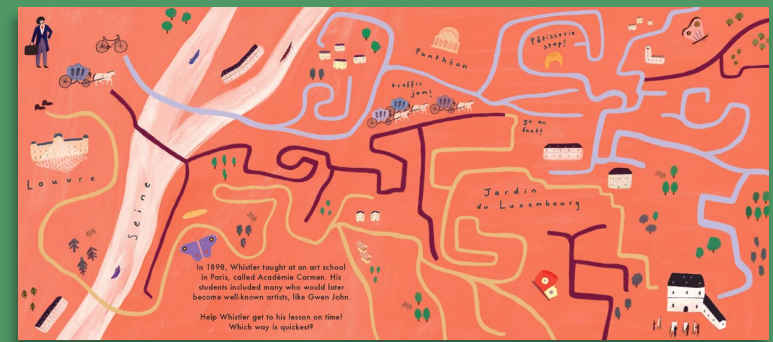 Pâtisserie
stop!
Panthéon
traffic
jam!
go on
foot!
Louvre
Seine
Jardin
du Luxembourg
In 1898, Whistler taught at an art school
in Paris, called Académie Carmen. His
students included many who would later
become well-known artists, like Gwen John.
Help Whistler get to his lesson on time!
Which way is quickest?